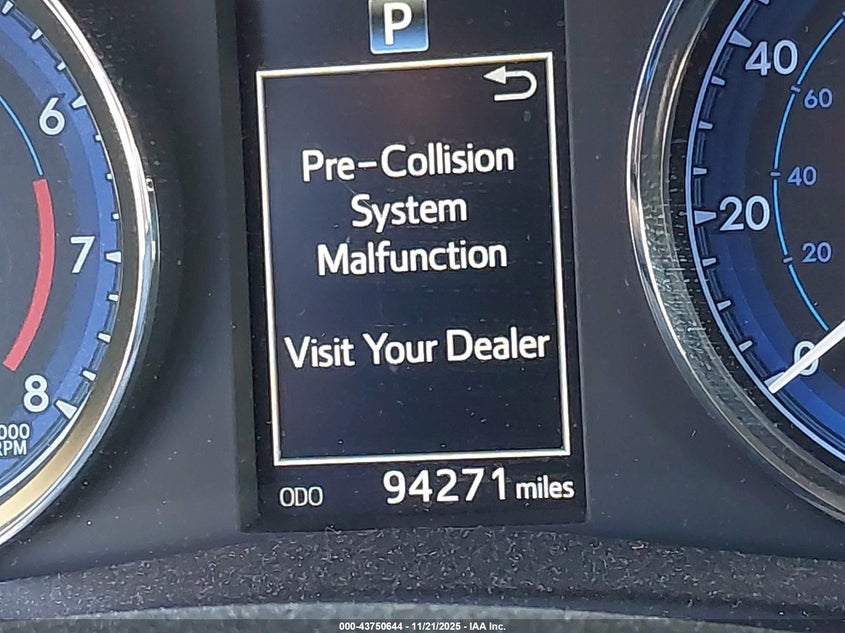 P
Pre-Collision
System
Malfunction
Visit Your Dealer
ODO 94271 miles
6
7
8
000
RPM
40
20
0
60
40
20
000-43750644 - 11/21/2025 - IAA Inc.